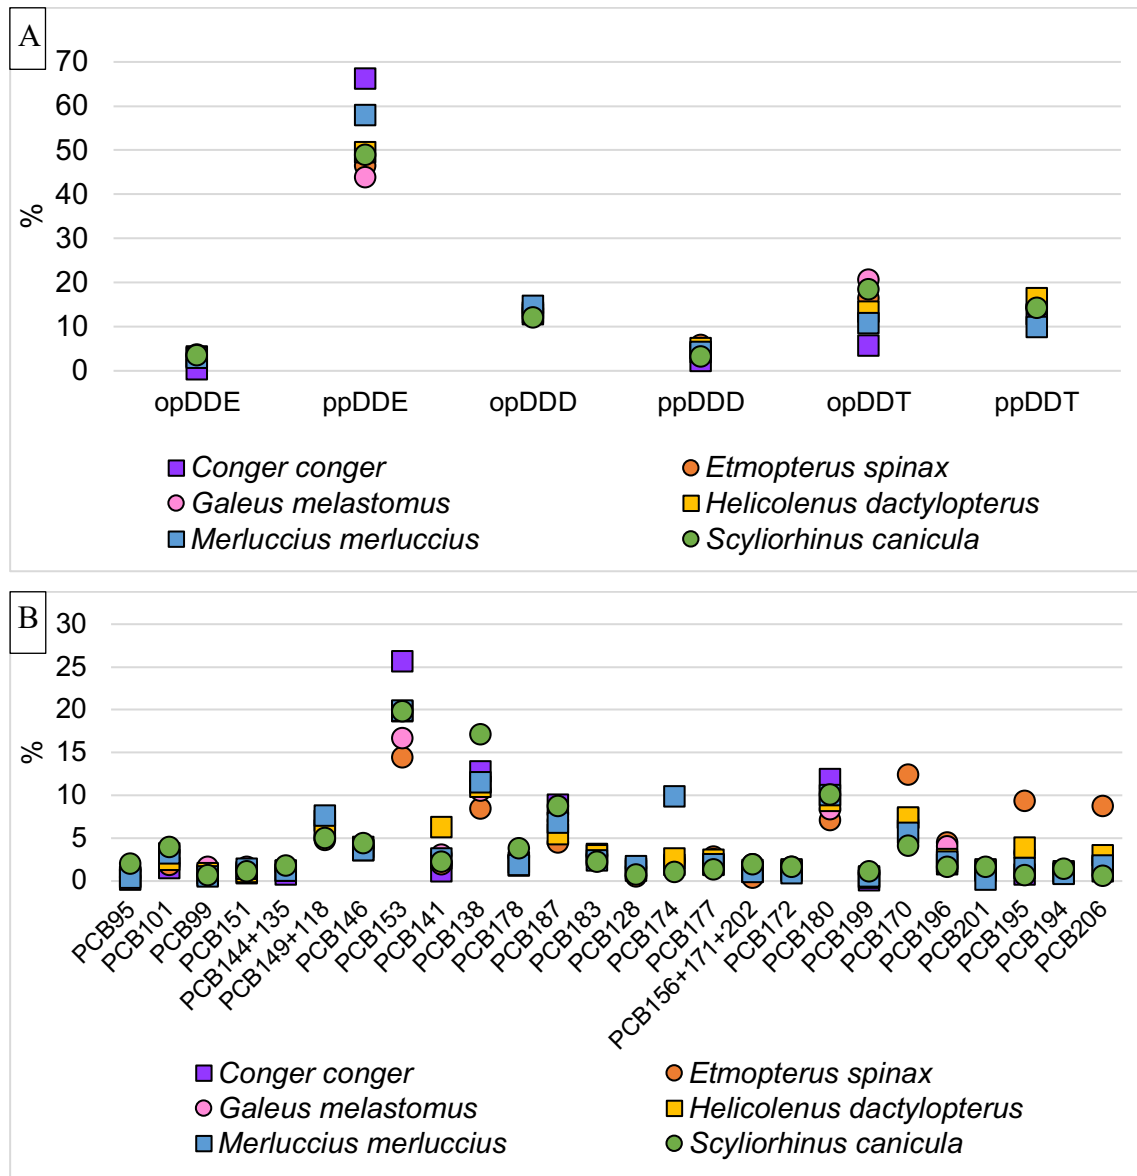 A
70
60
50
40
30
20
10
0
%
opDDE ppDDE opDDD ppDDD opDDT ppDDT
Conger conger Etmopterus spinax
Galeus melastomus Helicolenus dactylopterus
Merluccius merluccius Scyliorhinus canicula
B
30
25
20
15
10
5
0
%
PCB95
PCB101
PCB99
PCB151
PCB144+135
PCB149+118
PCB146
PCB153
PCB141
PCB138
PCB178
PCB187
PCB183
PCB128
PCB174
PCB177
PCB156+171+202
PCB172
PCB180
PCB199
PCB170
PCB196
PCB201
PCB195
PCB194
PCB206
Conger conger Etmopterus spinax
Galeus melastomus Helicolenus dactylopterus
Merluccius merluccius Scyliorhinus canicula